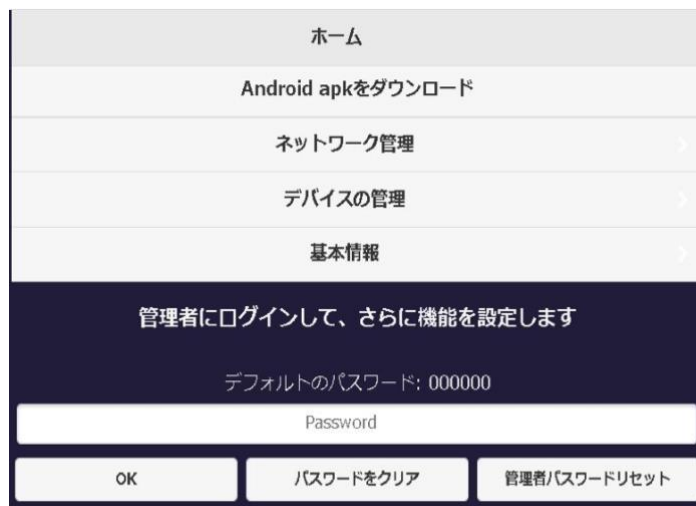 ホーム
Android apkをダウンロード
ネットワーク管理
デバイスの管理
基本情報
管理者にログインして、さらに機能を設定します
デフォルトのパスワード: 000000
Password
OK パスワードをクリア 管理者パスワードリセット